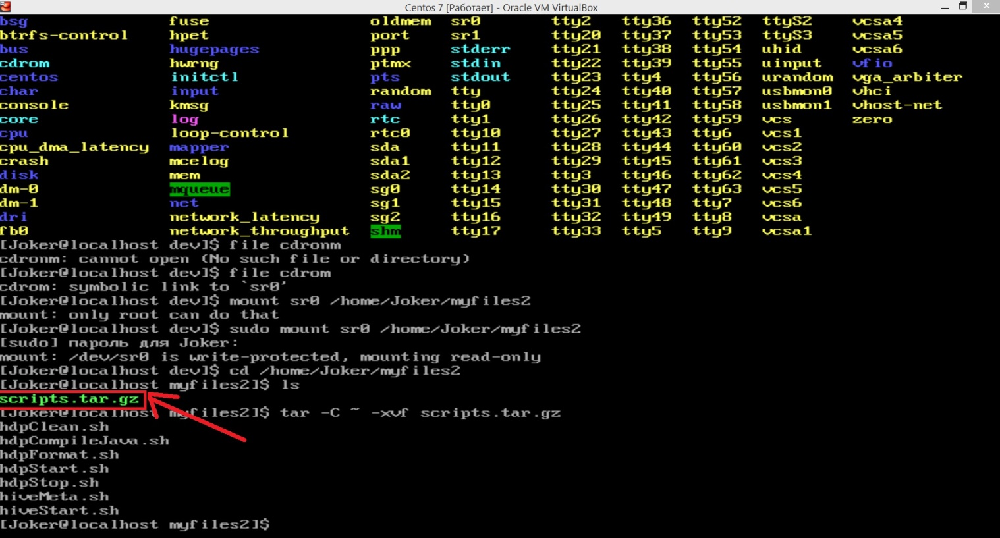 Centos 7 [Работает] - Oracle VM VirtualBox
bsg fuse oldmem sr0 tty2 tty36 tty52 ttyS2 vcsa4
btrfs-control hpet port sr1 tty20 tty37 tty53 ttyS3 vcsa5
bus hugepages ppp stderr tty21 tty38 tty54 uhid vcsa6
cdrom hwrng ptmx stdin tty22 tty39 tty55 uinput vfio
centos initctl pts stdout tty23 tty4 tty56 urandom vga_arbiter
char input random tty tty24 tty40 tty57 usbmon0 vhci
console kmsg raw tty0 tty25 tty41 tty58 usbmon1 vhost-net
core log rtc tty1 tty26 tty42 tty59 vcs zero
cpu loop-control rtc0 tty10 tty27 tty43 tty6 vcs1
cpu_dma_latency mapper sda tty11 tty28 tty44 tty60 vcs2
crash mcelog sda1 tty12 tty29 tty45 tty61 vcs3
disk mem sda2 tty13 tty3 tty46 tty62 vcs4
dm-0 mqueue sg0 tty14 tty30 tty47 tty63 vcs5
dm-1 net sg1 tty15 tty31 tty48 tty7 vcs6
dri network_latency sg2 tty16 tty32 tty49 tty8 vcsa
fb0 network_throughput shm tty17 tty33 tty5 tty9 vcsa1
[Joker@localhost dev]$ file cdronm
cdronm: cannot open (No such file or directory)
[Joker@localhost dev]$ file cdrom
cdrom: symbolic link to `sr0'
[Joker@localhost dev]$ mount sr0 /home/Joker/myfiles2
mount: only root can do that
[Joker@localhost dev]$ sudo mount sr0 /home/Joker/myfiles2
[sudo] пароль для Joker:
mount: /dev/sr0 is write-protected, mounting read-only
[Joker@localhost dev]$ cd /home/Joker/myfiles2
[Joker@localhost myfiles2]$ ls
scripts.tar.gz
[Joker@localhost myfiles2]$ tar -C ~ -xvf scripts.tar.gz
hdpClean.sh
hdpCompileJava.sh
hdpFormat.sh
hdpStart.sh
hdpStop.sh
hiveMeta.sh
hiveStart.sh
[Joker@localhost myfiles2]$